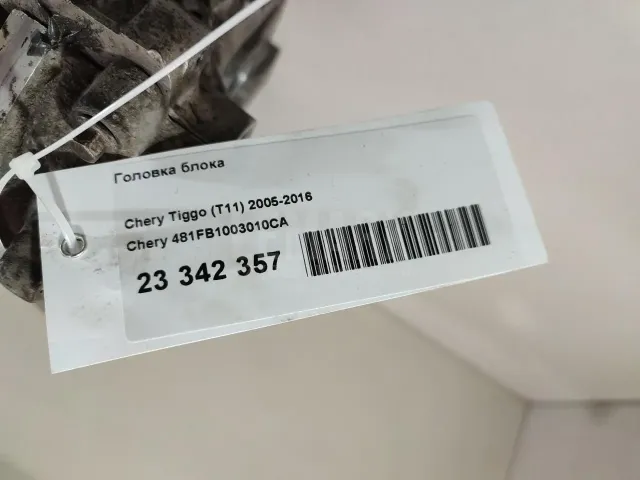 Головка блока
Chery Tiggo (T11) 2005-2016
Chery 481FB1003010CA
23 342 357